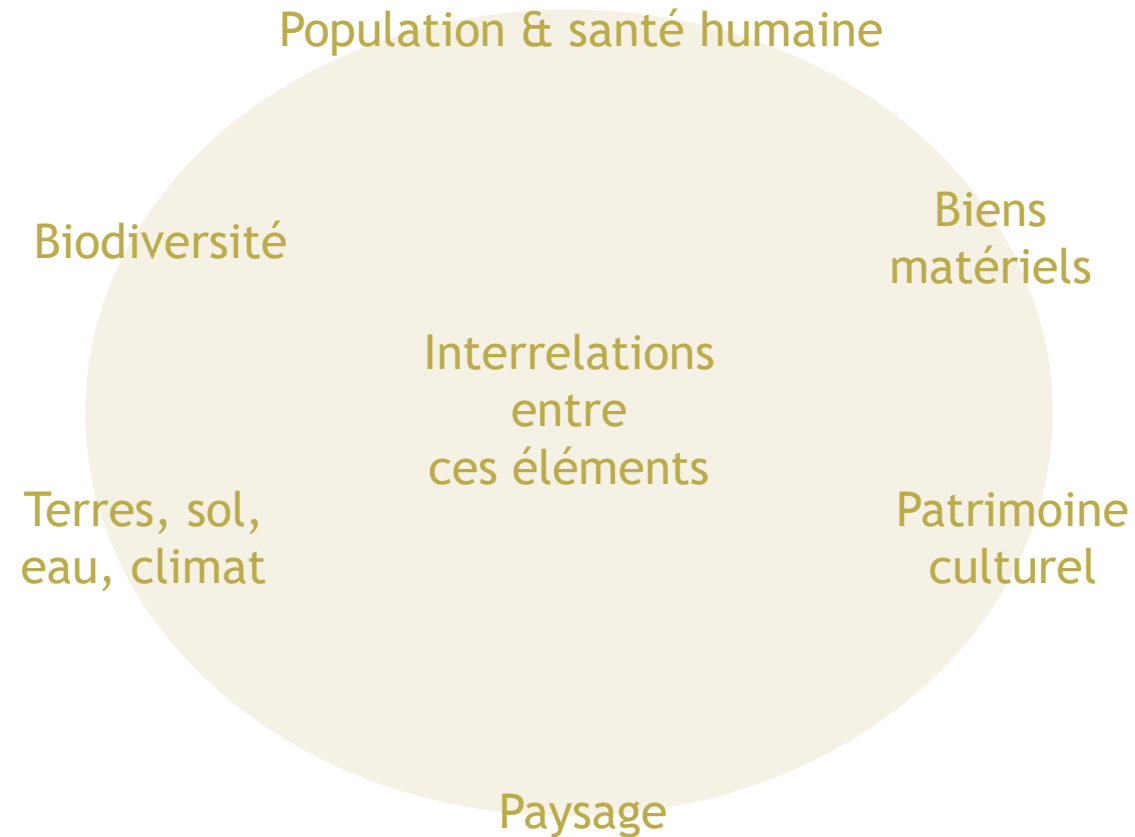 Population & santé humaine
Biodiversité
Biens
matériels
Interrelations
entre
ces éléments
Terres, sol,
eau, climat
Patrimoine
culturel
Paysage